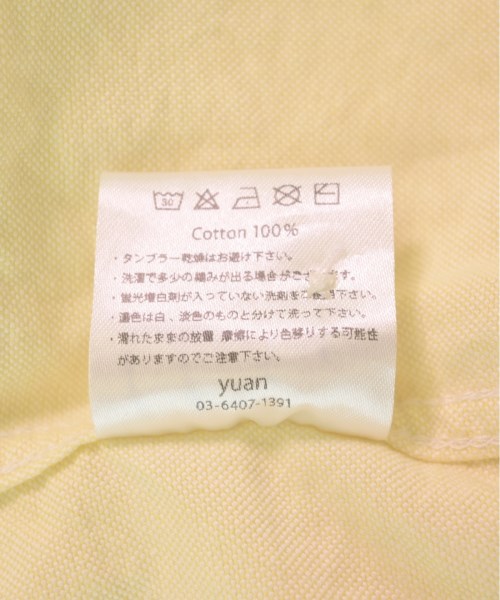 30
Cotton 100%
・タンブラー乾燥はお避け下さい。
・洗濯で多少の縮みが出る場合がござ す。
・蛍光増白剤が入っていない洗剤をご使用下さい。
・濃色は白、淡色のものと分けて洗って下さい。
・濡れたままの放置、摩擦により色移りする可能性
がありますのでご注意下さい。
yuan
03-6407-1391